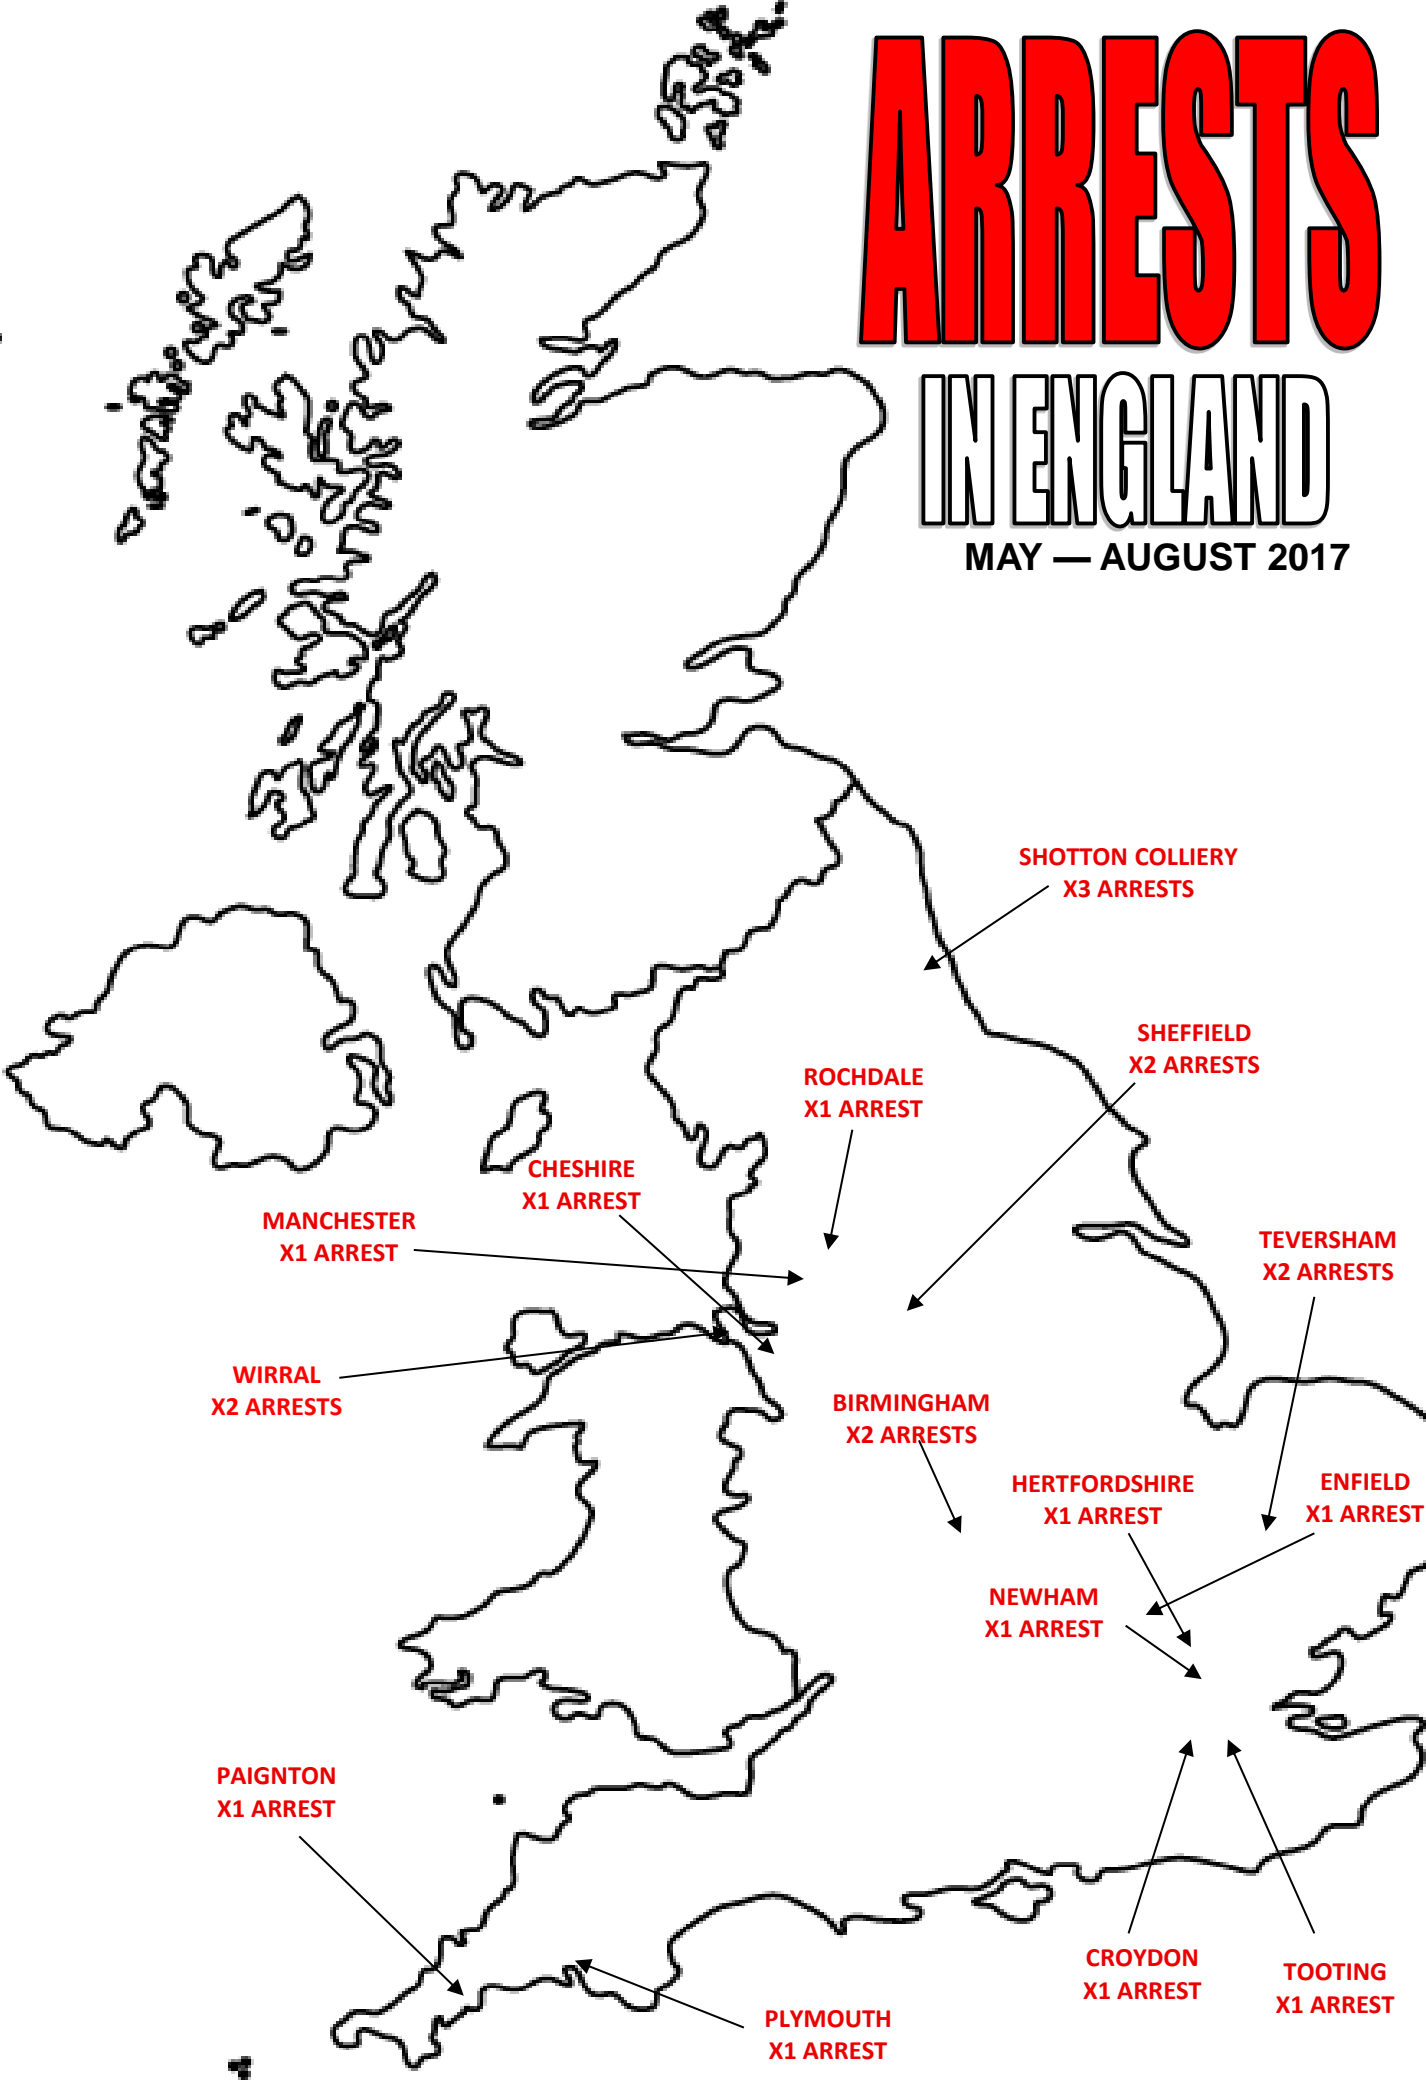 ARRESTS
IN ENGLAND
MAY — AUGUST 2017
SHOTTON COLLIERY
X3 ARRESTS
SHEFFIELD
X2 ARRESTS
ROCHDALE
X1 ARREST
CHESHIRE
X1 ARREST
MANCHESTER
X1 ARREST
TEVERSHAM
X2 ARRESTS
WIRRAL
X2 ARRESTS
BIRMINGHAM
X2 ARRESTS
HERTFORDSHIRE
X1 ARREST
ENFIELD
X1 ARREST
NEWHAM
X1 ARREST
PAIGNTON
X1 ARREST
CROYDON
X1 ARREST
TOOTING
X1 ARREST
PLYMOUTH
X1 ARREST